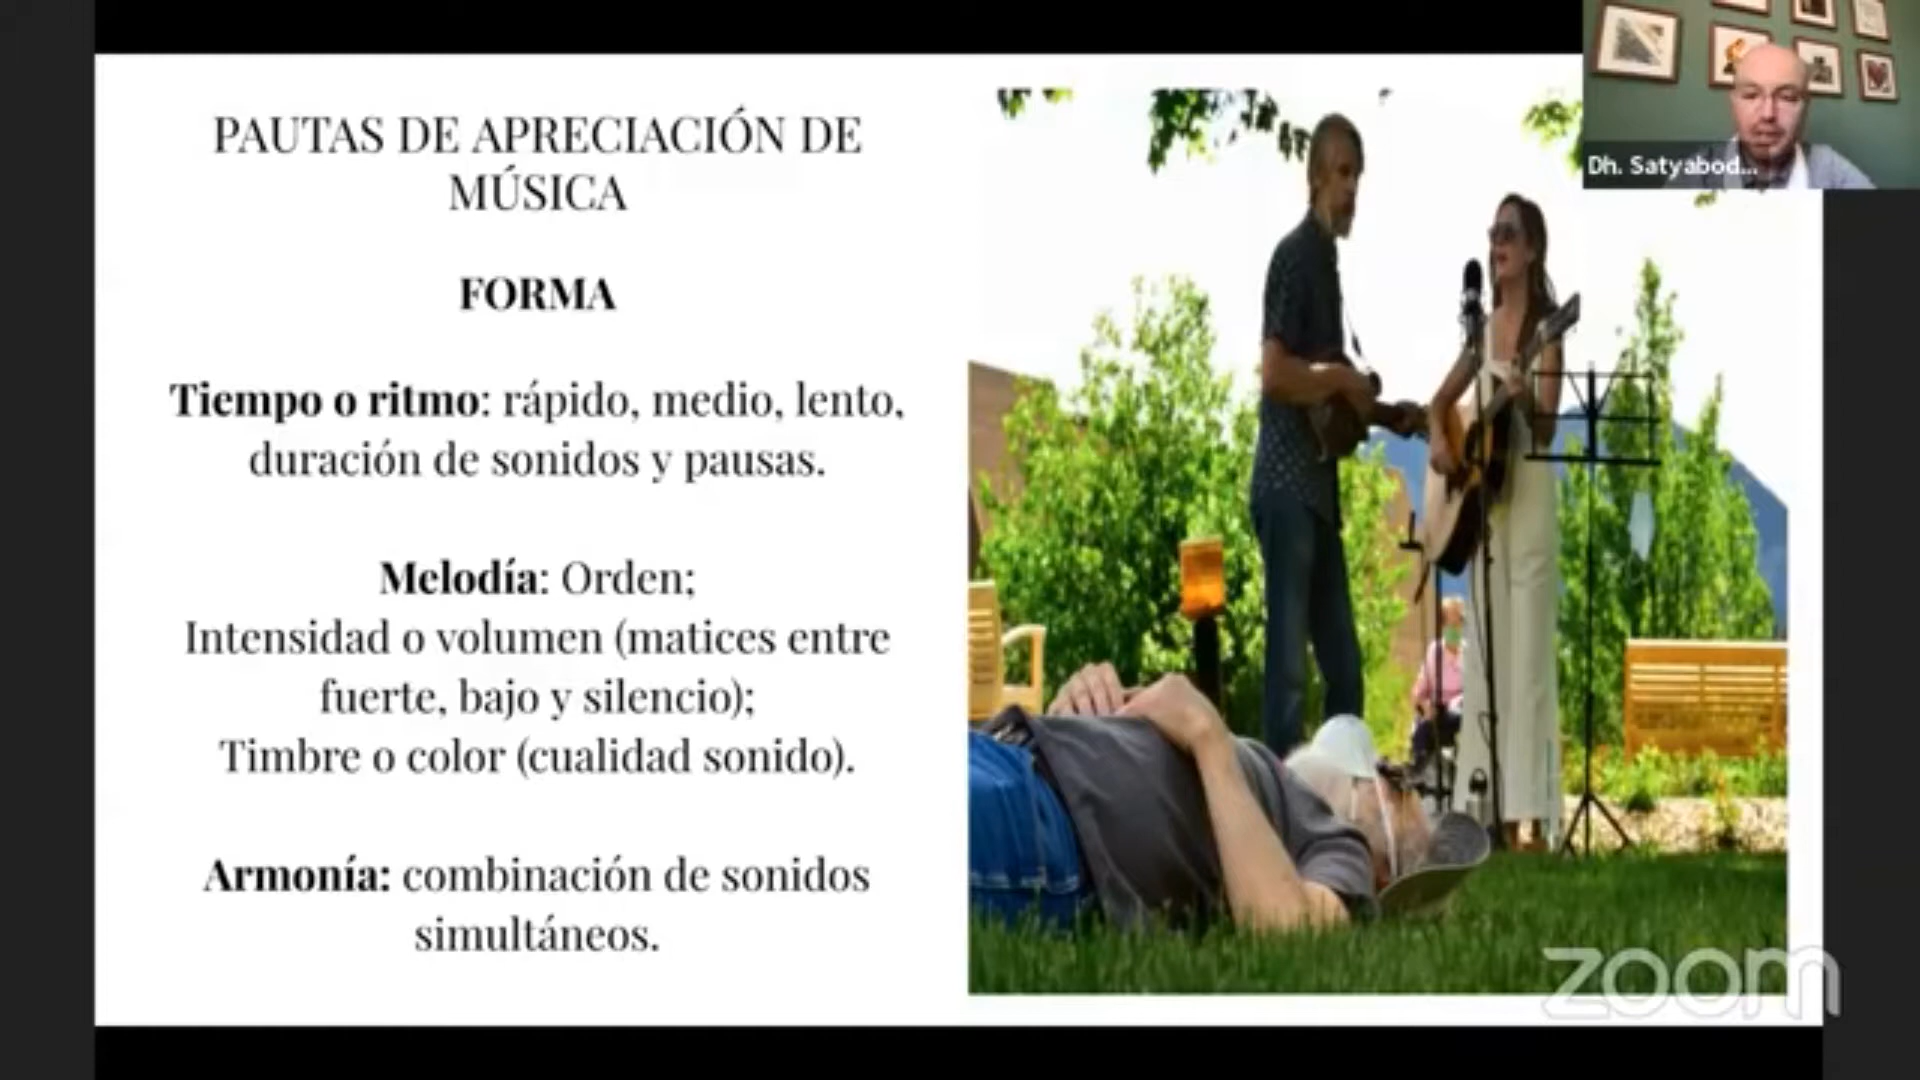 PAUTAS DE APRECIACIÓN DE
MÚSICA
FORMA
Tiempo o ritmo: rápido, medio, lento,
duración de sonidos y pausas.
Melodía: Orden;
Intensidad o volumen (matices entre
fuerte, bajo y silencio);
Timbre o color (cualidad sonido).
Armonía: combinación de sonidos
simultáneos.
Dh. Satyabod...
zoom